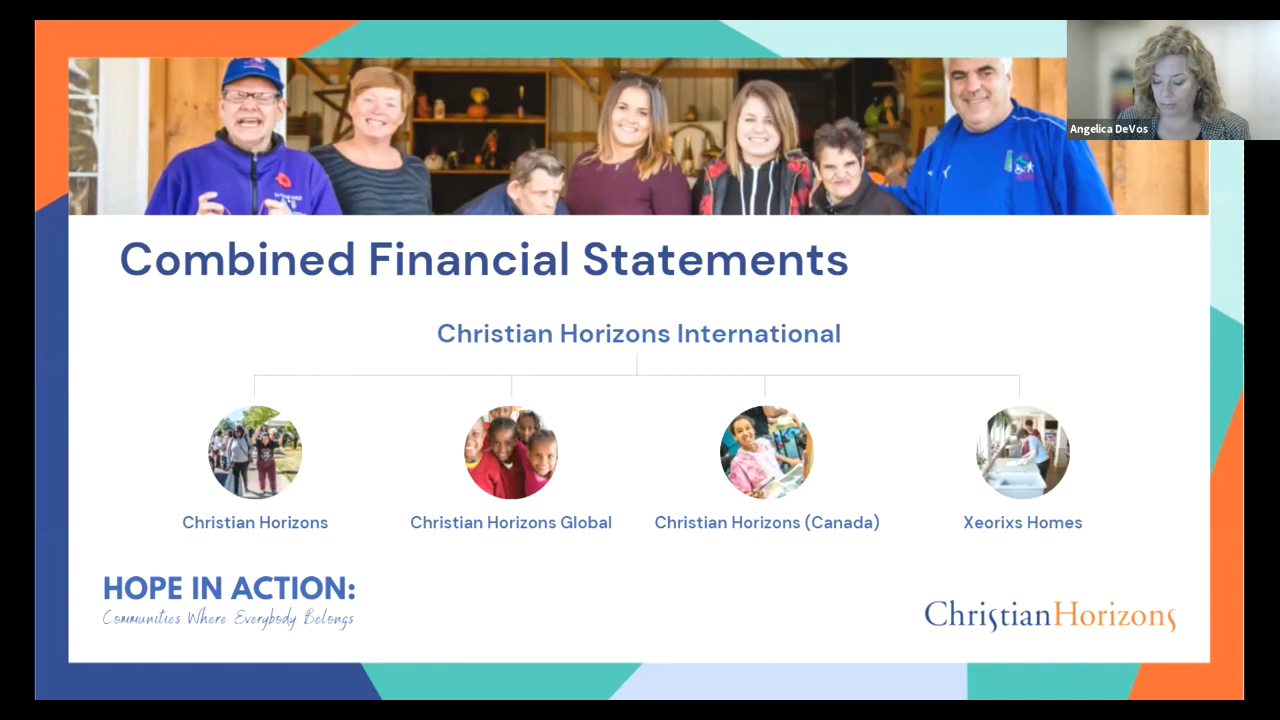 Angelica DeVos
Combined Financial Statements
Christian Horizons International
Christian Horizons
Christian Horizons Global
Christian Horizons (Canada)
Xeorixs Homes
HOPE IN ACTION:
Communities Where Everybody Belongs
ChristianHorizons